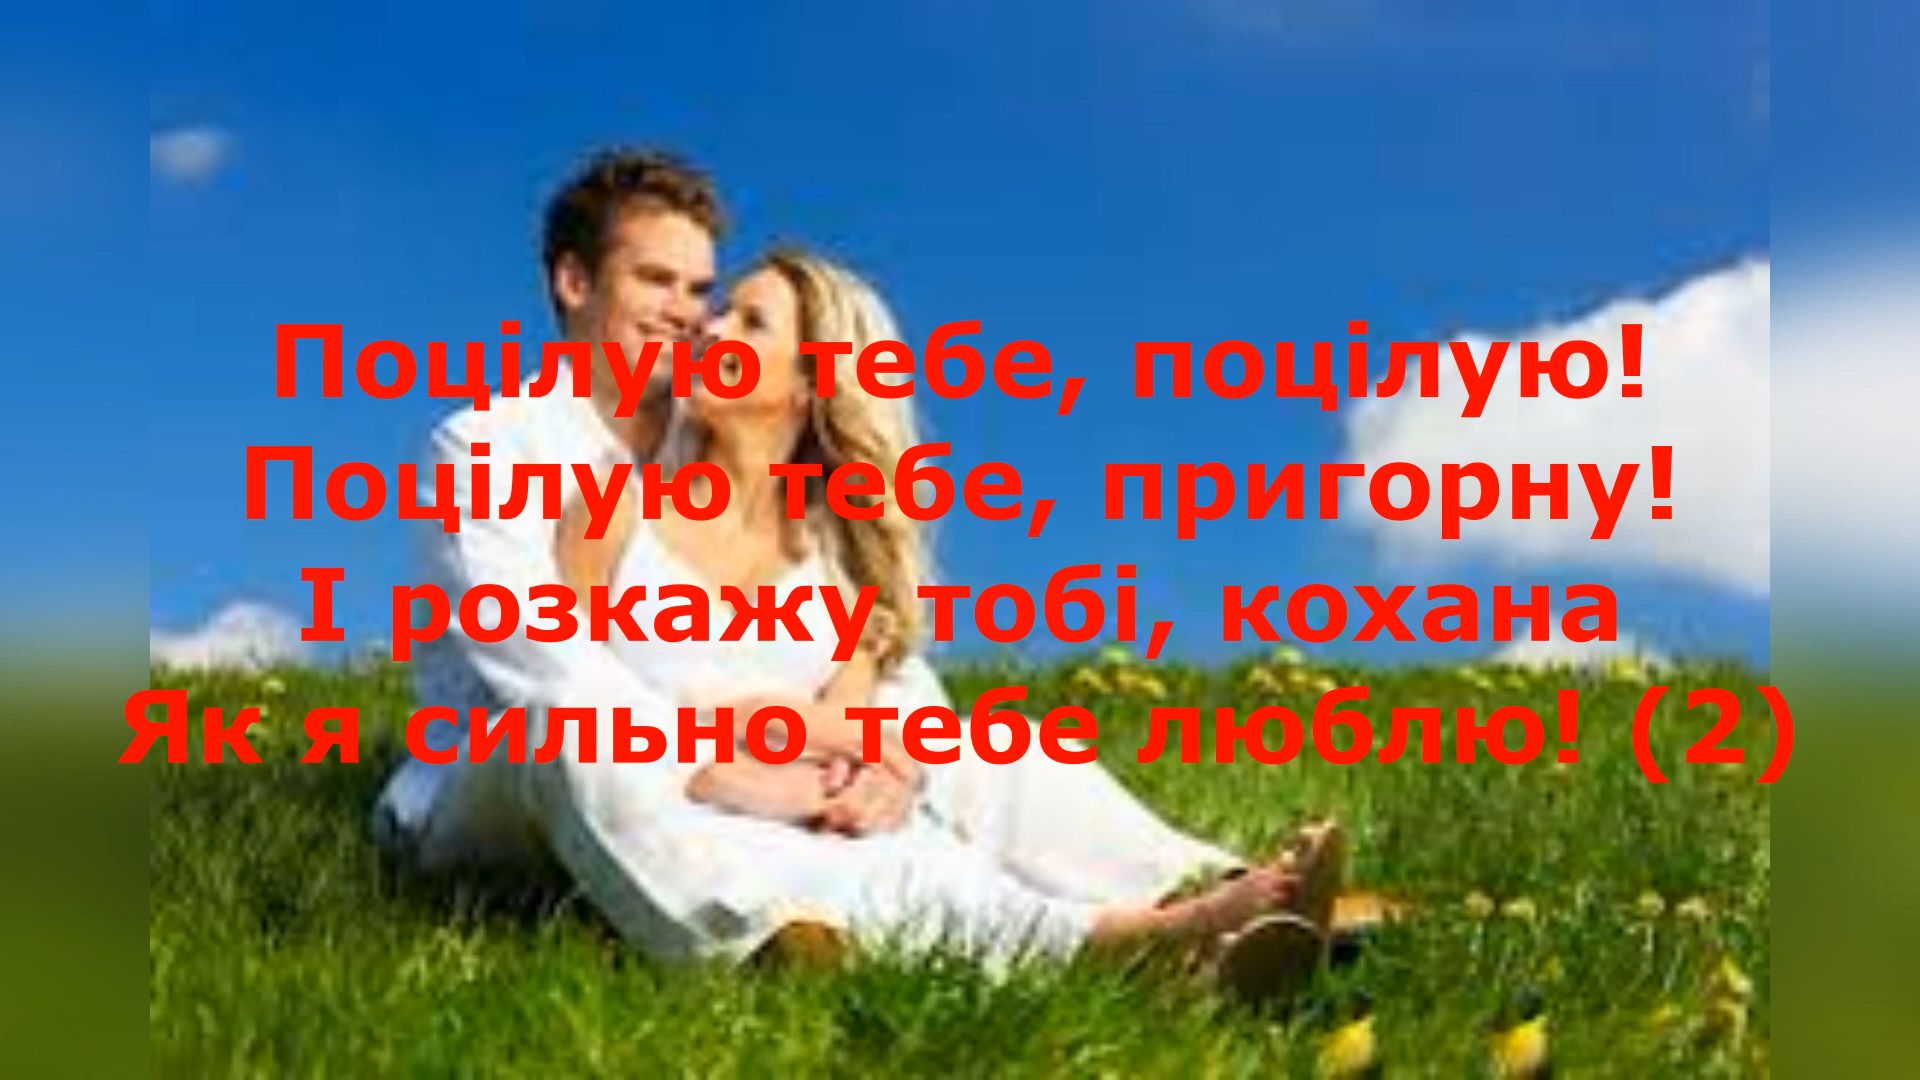 Поцілую тебе, поцілую!
Поцілую тебе, пригорну!
І розкажу тобі, кохана
Як я сильно тебе люблю! (2)